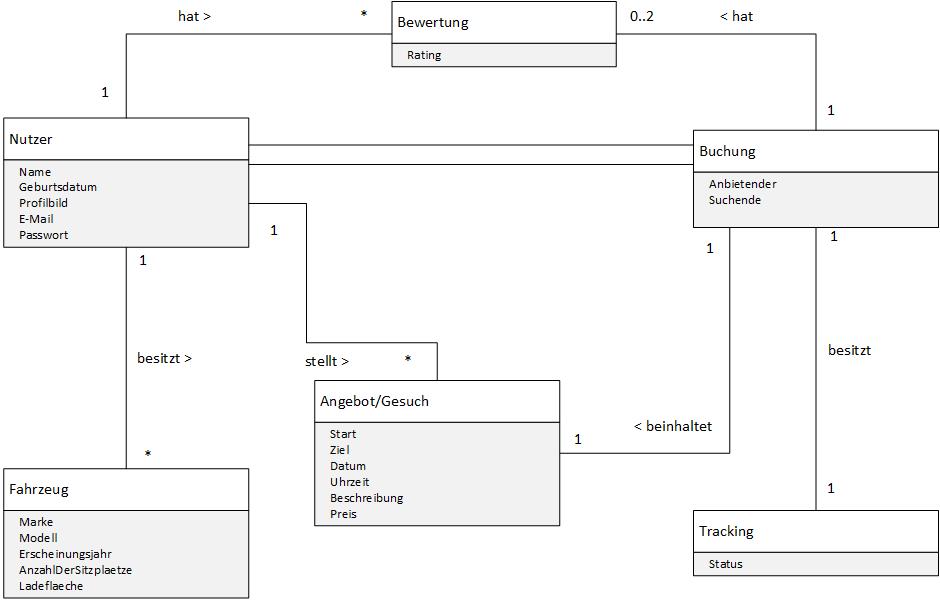 hat >
*
Bewertung
0..2
< hat
Rating
1
1
Nutzer
Name
Geburtsdatum
Profilbild
E-Mail
Passwort
Buchung
Anbietender
Suchende
1
1
1
1
besitzt >
stellt >
*
besitzt
Angebot/Gesuch
Start
Ziel
Datum
Uhrzeit
Beschreibung
Preis
< beinhaltet
1
*
Fahrzeug
Marke
Modell
Erscheinungsjahr
AnzahlDerSitzplaetze
Ladeflaeche
1
Tracking
Status